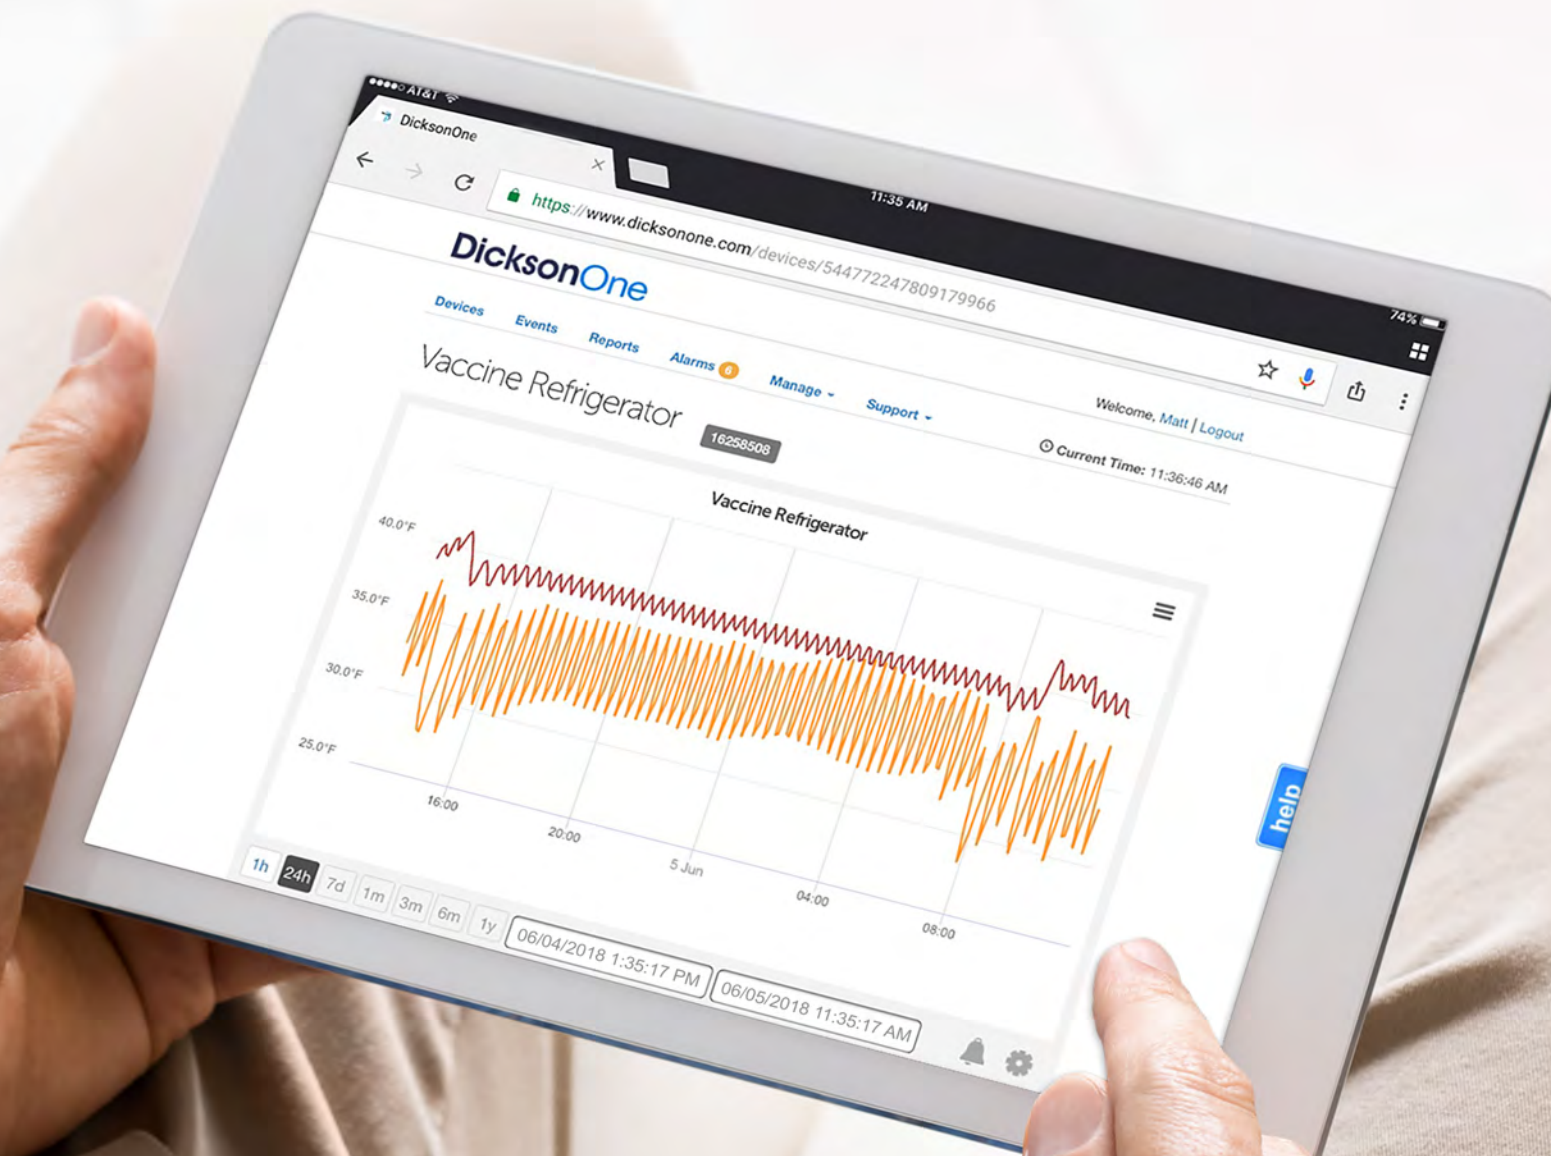 AT&T
11:35 AM
74%
DicksonOne
https://www.dicksonone.com/devices/544772247809179966
DicksonOne
Welcome, Matt | Logout
Devices Events Reports Alarms 6 Manage Support
Current Time: 11:36:46 AM
Vaccine Refrigerator 16258508
Vaccine Refrigerator
40.0°F
35.0°F
30.0°F
25.0°F
16:00 20:00 5 Jun 04:00 08:00
help
1h 24h 7d 1m 3m 6m 1y 06/04/2018 1:35:17 PM 06/05/2018 11:35:17 AM